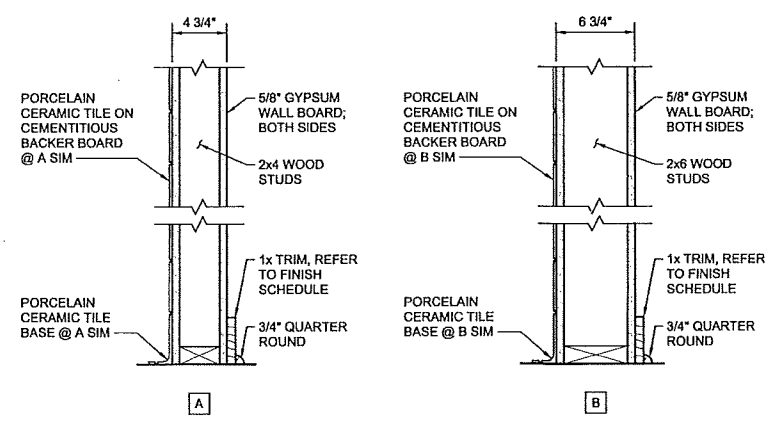 4 3/4"
PORCELAIN
CERAMIC TILE ON
CEMENTITIOUS
BACKER BOARD
@ A SIM
5/8" GYPSUM
WALL BOARD;
BOTH SIDES
2x4 WOOD
STUDS
1x TRIM, REFER
TO FINISH
SCHEDULE
PORCELAIN
CERAMIC TILE
BASE @ A SIM
3/4" QUARTER
ROUND
A
6 3/4"
PORCELAIN
CERAMIC TILE ON
CEMENTITIOUS
BACKER BOARD
@ B SIM
5/8" GYPSUM
WALL BOARD;
BOTH SIDES
2x6 WOOD
STUDS
1x TRIM, REFER
TO FINISH
SCHEDULE
PORCELAIN
CERAMIC TILE
BASE @ B SIM
3/4" QUARTER
ROUND
B